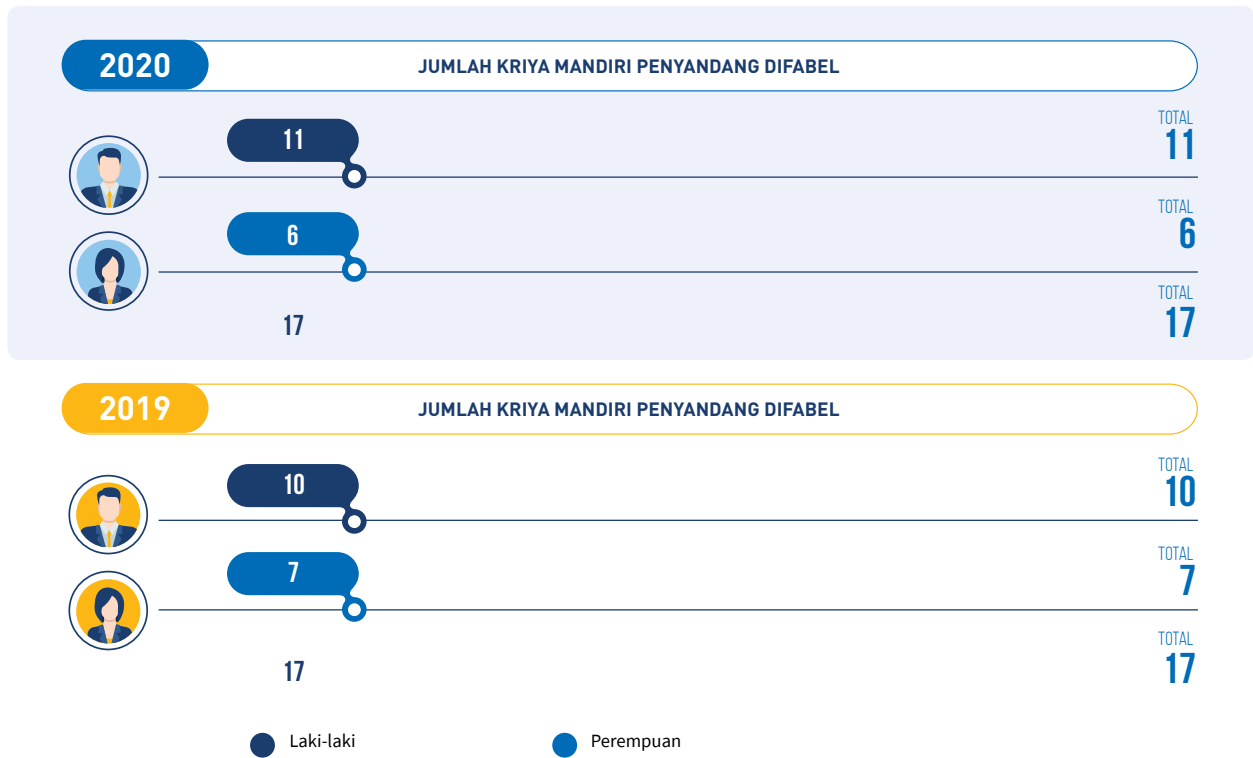 2020
JUMLAH KRIYA MANDIRI PENYANDANG DIFABEL
11
TOTAL
11
6
TOTAL
6
17
TOTAL
17
2019
JUMLAH KRIYA MANDIRI PENYANDANG DIFABEL
10
TOTAL
10
7
TOTAL
7
17
TOTAL
17
Laki-laki
Perempuan